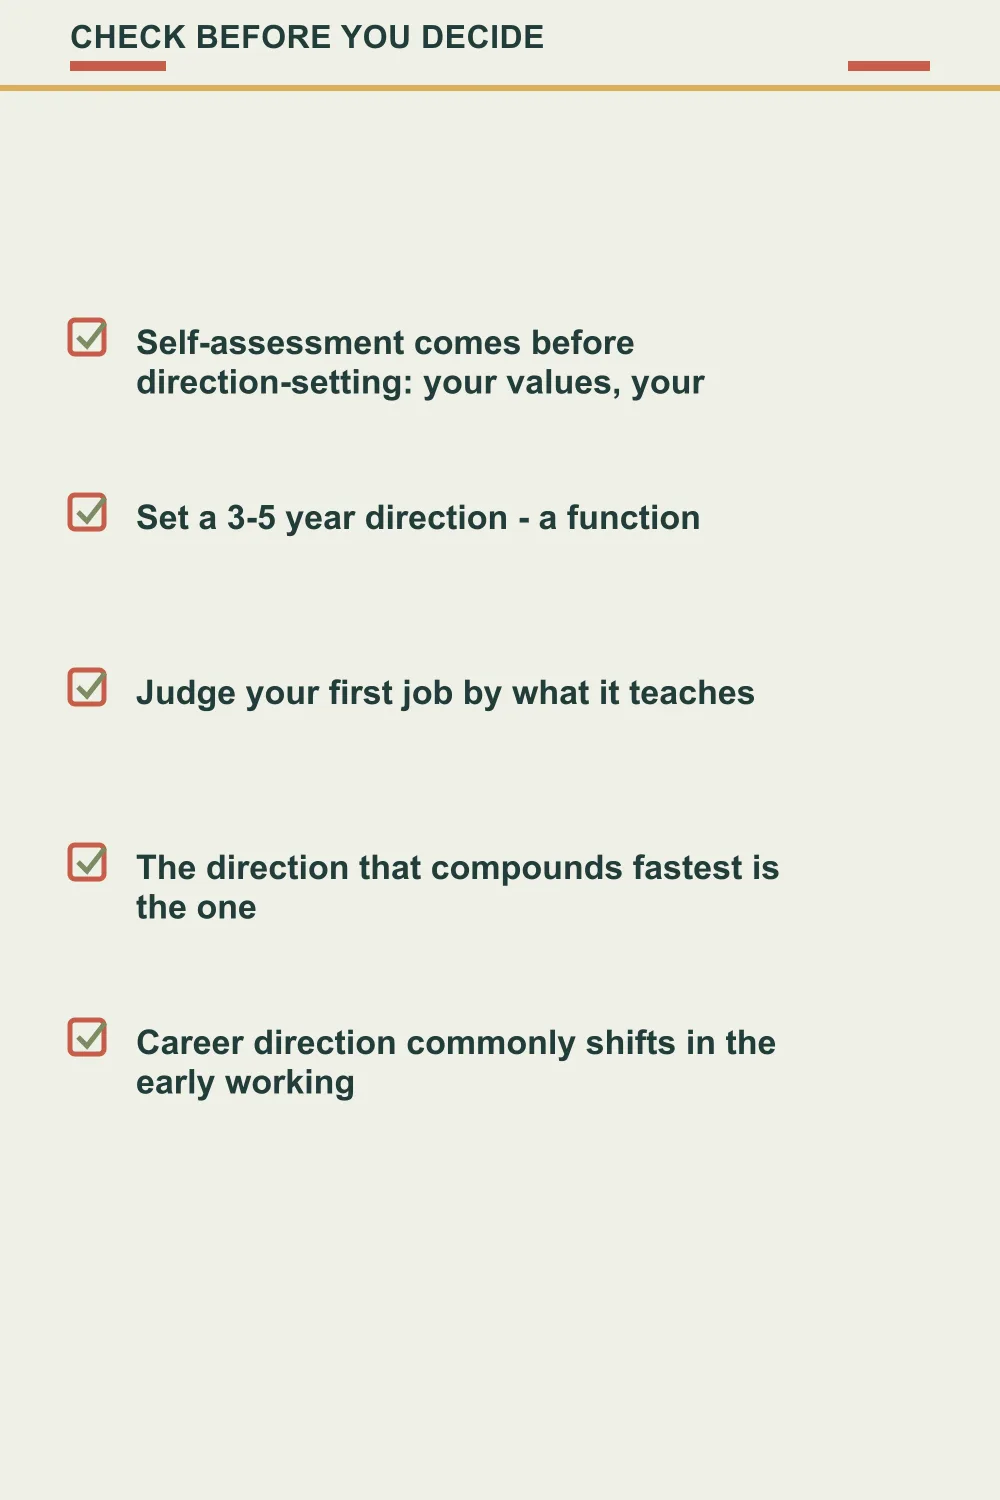 CHECK BEFORE YOU DECIDE
Self-assessment comes before
direction-setting: your values, your
Set a 3-5 year direction - a function
Judge your first job by what it teaches
The direction that compounds fastest is
the one
Career direction commonly shifts in the
early working